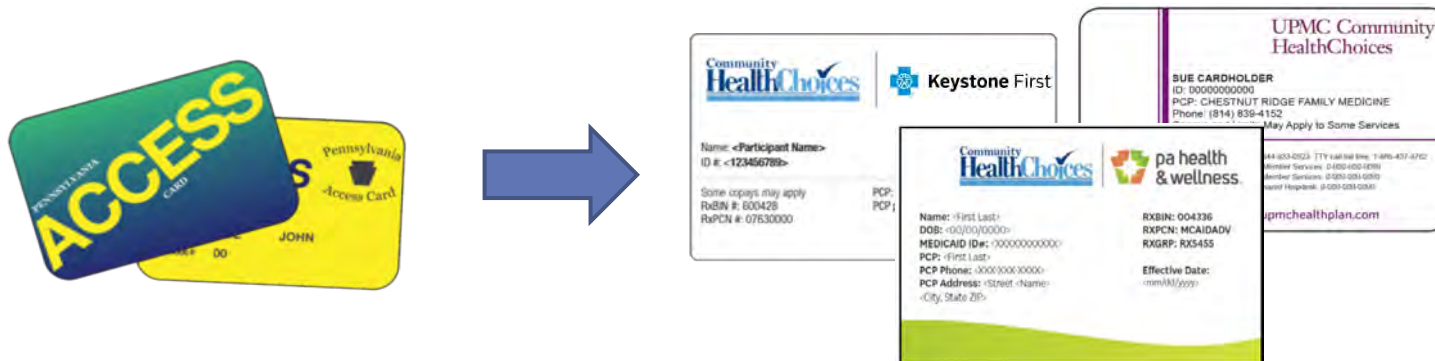 PENNSYLVANIA
ACCESS
CARD
S
Pennsylvania
Access Card
JOHN
00
Community
HealthChoices
Keystone First
Name: <Participant Name>
ID #: <123456789>
Some copays may apply
RxBIN #: 600428
RxPCN #: 07630000
PCP:
PCP
UPMC Community
HealthChoices
SUE CARDHOLDER
ID: 00000000000
PCP: CHESTNUT RIDGE FAMILY MEDICINE
Phone: (814) 839-4152
May Apply to Some Services
upmchealthplan.com
Community
HealthChoices
pa health
& wellness
Name: <First Last>
DOB: <00/00/0000>
MEDICAID ID#: <XXXXXXXXXXX>
PCP: <First Last>
PCP Phone: <XXX-XXX-XXXX>
PCP Address: <Street <Name>
<City, State ZIP>
RXBIN: 004336
RXPCN: MCAIDADV
RXGRP: RX5455
Effective Date:
<mm/dd/yyyy>